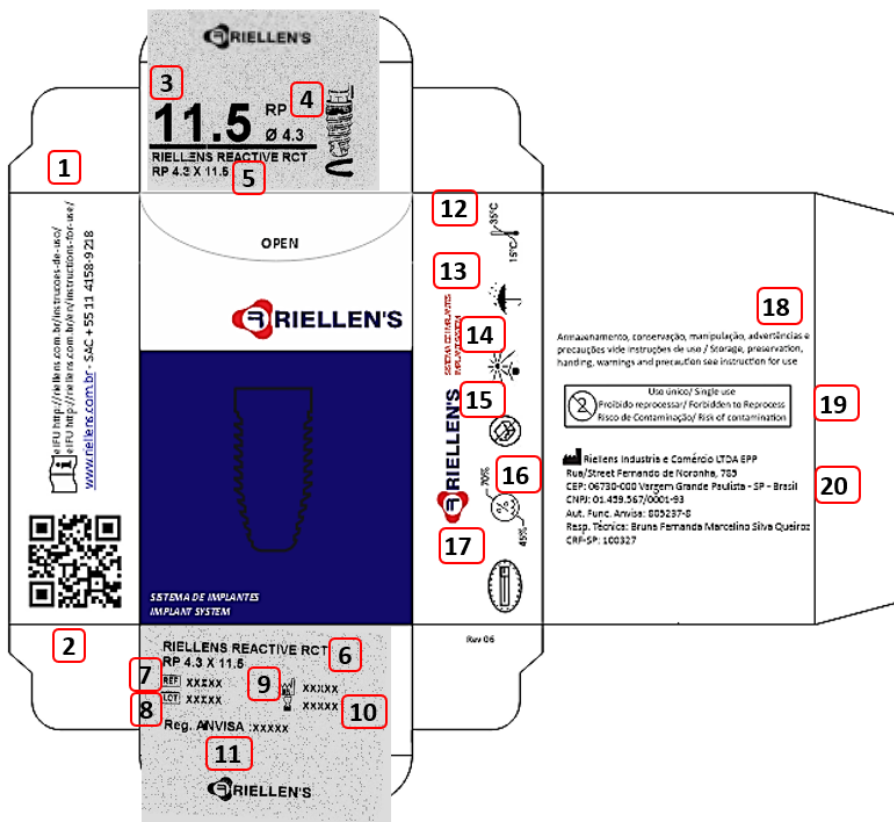 RIELLEN'S
3
4
11.5
RP
Ø 4.3
RIELLENS REACTIVE RCT
RP 4.3 X 11.5
5
1
eIFU http://riellens.com.br/instrucoes-de-uso/
eIFU http://riellens.com.br/en/instructions-for-use/
www.riellens.com.br - SAC +55 11 4158-9218
2
OPEN
RIELLEN'S
SISTEMA DE IMPLANTES
IMPLANT SYSTEM
12
15°C
35°C
13
14
15
16
17
SISTEMA DE IMPLANTES
IMPLANT SYSTEM
RIELLEN'S
70%
%
45%
Rev 06
18
Armazenamento, conservação, manipulação, advertências e
precauções vide instruções de uso / Storage, preservation,
handing, warnings and precaution see instruction for use
2
Uso único/ Single use
Proibido reprocessar/ Forbidden to Reprocess
Risco de Contaminação/ Risk of contamination
19
Riellens Industria e Comércio LTDA EPP
Rua/Street Fernando de Noronha, 785
CEP: 06730-000 Vargem Grande Paulista - SP - Brasil
CNPJ: 01.459.567/0001-93
Aut. Func. Anvisa: 805237-8
Resp. Técnica: Bruna Fernanda Marcelino Silva Queiroz
CRF-SP: 100327
20
RIELLENS REACTIVE RCT
RP 4.3 X 11.5
6
7
REF xxxxx
8
LOT xxxxx
9
xxxxx
xxxxx
10
Reg. ANVISA :xxxxx
11
RIELLEN'S